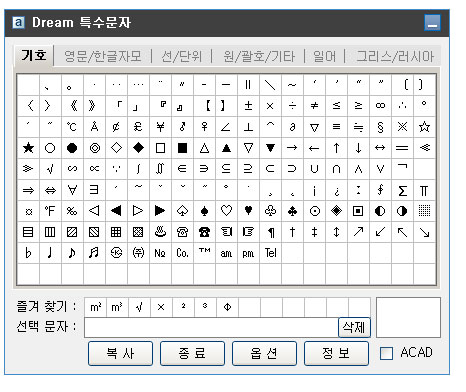 a Dream 특수문자
기호 영문/한글자모 선/단위 원/괄호/기타 일어 그리스/러시아
、 。 · ‥ … ¨ 〃 - ― ∥ ＼ ∼ ‘ ’ “ ” 〔 〕
〈 〉 《 》 「 」 『 』 【 】 ± × ÷ ≠ ≤ ≥ ∞ ∴ °
′ ″ ℃ Å ￠ ￡ ￥ ♂ ♀ ∠ ⊥ ⌒ ∂ ∇ ≡ ≒ § ※ ☆
★ ○ ● ◎ ◇ ◆ □ ■ △ ▲ ▽ ▼ → ← ↑ ↓ ↔ 〓 ≪
≫ √ ∽ ∝ ∵ ∫ ∬ ∈ ∋ ⊆ ⊇ ⊂ ⊃ ∪ ∩ ∧ ∨ ￢
⇒ ⇔ ∀ ∃ ´ ～ ˇ ˘ ˝ ˚ ˙ ¸ ˛ ¡ ¿ ː ∮ ∑ ∏
¤ ℉ ‰ ◁ ◀ ▷ ▶ ♤ ♠ ♡ ♥ ♧ ♣ ⊙ ◈ ▣ ◐ ◑ ▒
▤ ▥ ▨ ▧ ▦ ▩ ♨ ☏ ☎ ☜ ☞ ¶ † ‡ ↕ ↗ ↙ ↖ ↘
♭ ♩ ♪ ♬ ㉿ ㈜ № ㏇ ™ ㏂ ㏘ ℡
즐겨 찾기 : ㎡ ㎥ √ × ² ³ Φ
선택 문자 : 삭제
복 사 종 료 옵 션 정 보 ACAD